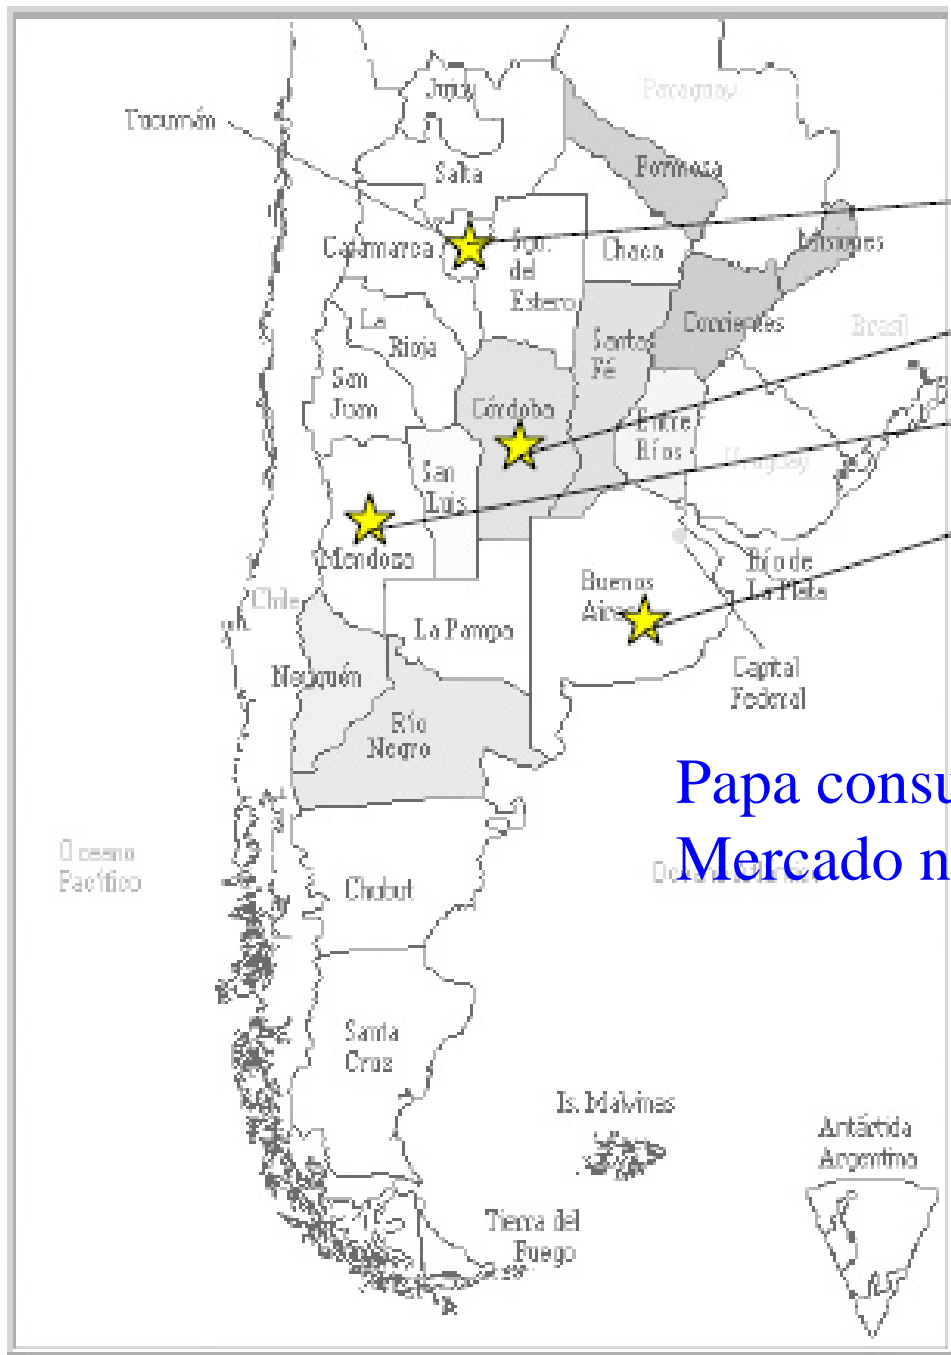 Jujuy
Paraguay
Tucumán
Salta
Formosa
Catamarca
Sgo.
del
Estero
Chaco
Misiones
La
Rioja
Santa
Fé
Corrientes
Brasil
San
Juan
Córdoba
Entre
Ríos
Uruguay
San
Luis
Mendoza
Río de
La Plata
Buenos
Aires
Chile
La Pampa
Capital
Federal
Neuquén
Río
Negro
Papa consu
Mercado n
Oceano
Pacífico
Chubut
Santa
Cruz
Is. Malvinas
Antártida
Argentina
Tierra del
Fuego